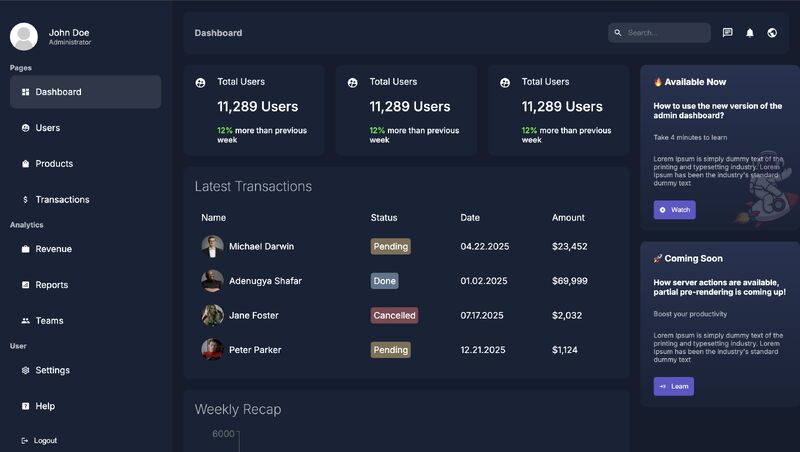 John Doe
Administrator
Pages
Dashboard
Users
Products
Transactions
Analytics
Revenue
Reports
Teams
User
Settings
Help
Logout
Dashboard
Search...
Total Users
11,289 Users
12% more than previous
week
Total Users
11,289 Users
12% more than previous
week
Total Users
11,289 Users
12% more than previous
week
Latest Transactions
Name Status Date Amount
Michael Darwin Pending 04.22.2025 $23,452
Adenugya Shafar Done 01.02.2025 $69,999
Jane Foster Cancelled 07.17.2025 $2,032
Peter Parker Pending 12.21.2025 $1,124
Weekly Recap
6000
🔥 Available Now
How to use the new version of the
admin dashboard?
Take 4 minutes to learn
Lorem Ipsum is simply dummy text of the
printing and typesetting industry. Lorem
Ipsum has been the industry's standard
dummy text
Watch
🚀 Coming Soon
How server actions are available,
partial pre-rendering is coming up!
Boost your productivity
Lorem Ipsum is simply dummy text of the
printing and typesetting industry. Lorem
Ipsum has been the industry's standard
dummy text
Learn